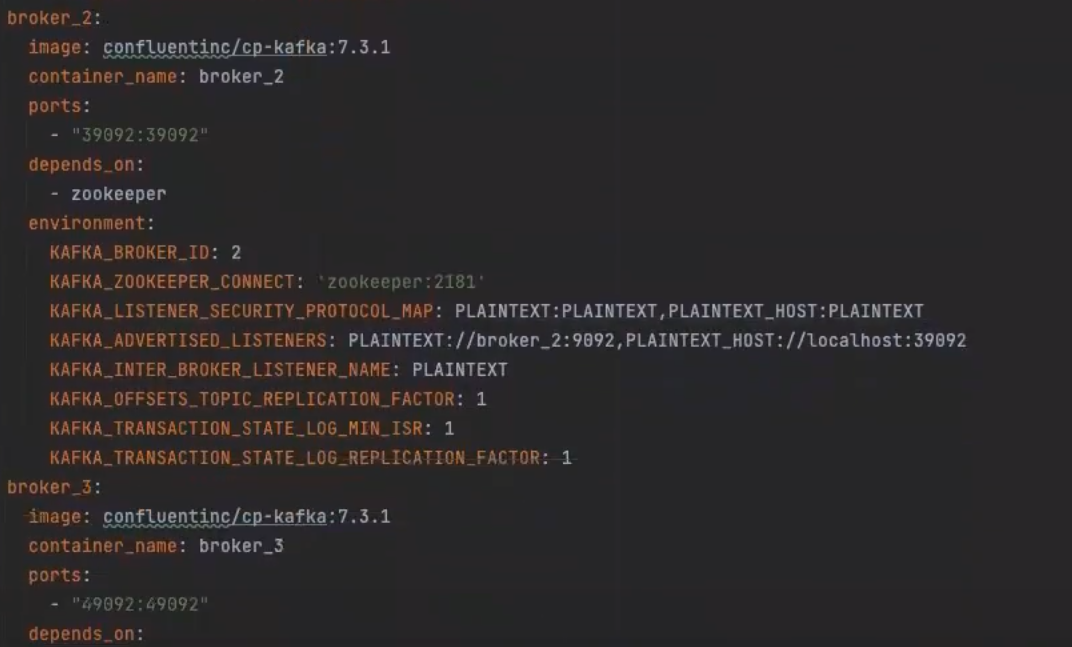 broker_2:
image: confluentinc/cp-kafka:7.3.1
container_name: broker_2
ports:
- "39092:39092"
depends_on:
- zookeeper
environment:
KAFKA_BROKER_ID: 2
KAFKA_ZOOKEEPER_CONNECT: 'zookeeper:2181'
KAFKA_LISTENER_SECURITY_PROTOCOL_MAP: PLAINTEXT:PLAINTEXT,PLAINTEXT_HOST:PLAINTEXT
KAFKA_ADVERTISED_LISTENERS: PLAINTEXT://broker_2:9092,PLAINTEXT_HOST://localhost:39092
KAFKA_INTER_BROKER_LISTENER_NAME: PLAINTEXT
KAFKA_OFFSETS_TOPIC_REPLICATION_FACTOR: 1
KAFKA_TRANSACTION_STATE_LOG_MIN_ISR: 1
KAFKA_TRANSACTION_STATE_LOG_REPLICATION_FACTOR: 1
broker_3:
image: confluentinc/cp-kafka:7.3.1
container_name: broker_3
ports:
- "49092:49092"
depends_on: